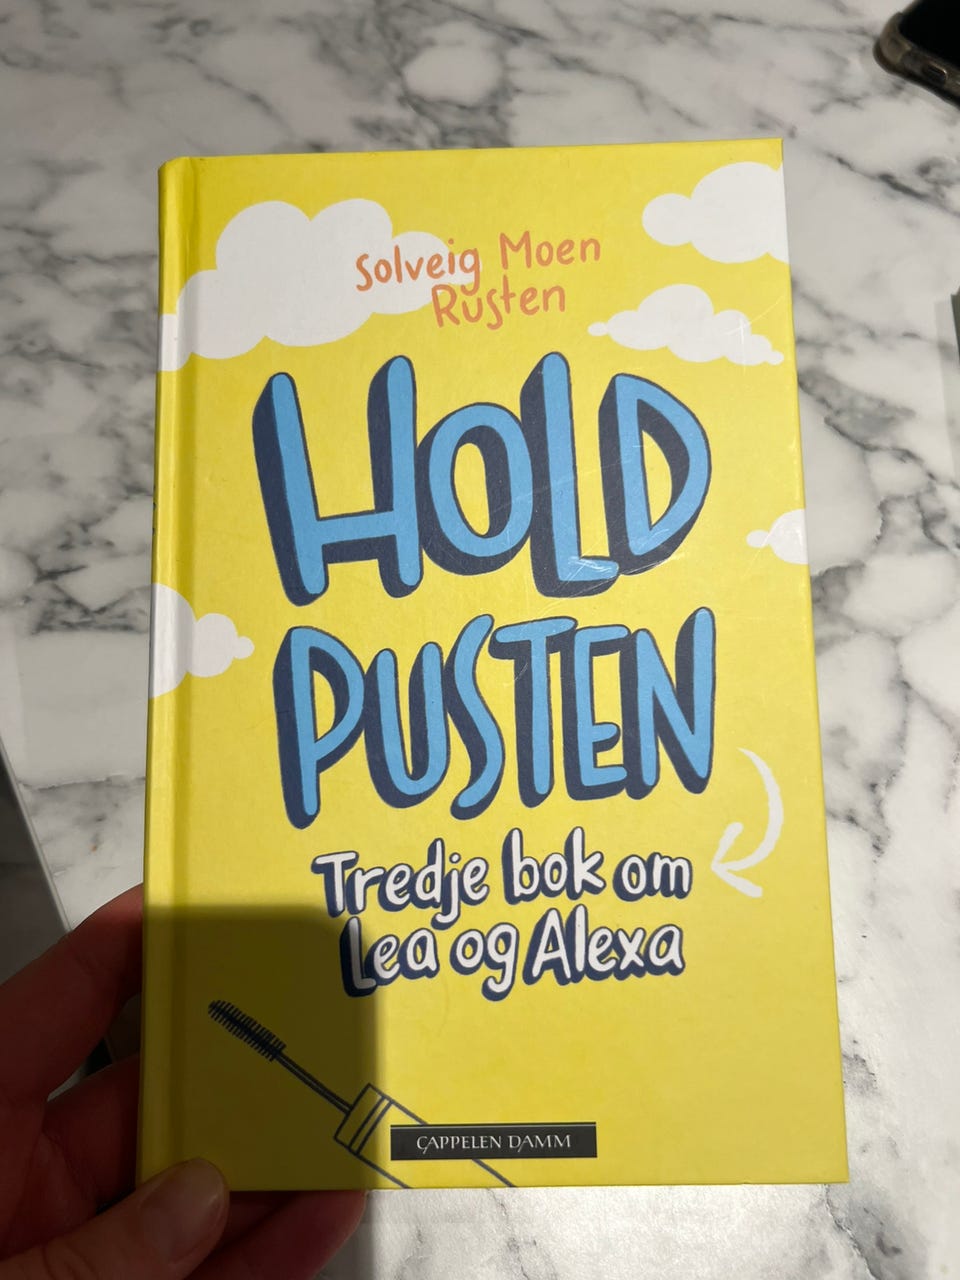 Solveig Moen
Rusten
HOLD
PUSTEN
Tredje bok om
Lea og Alexa
CAPPELEN DAMM